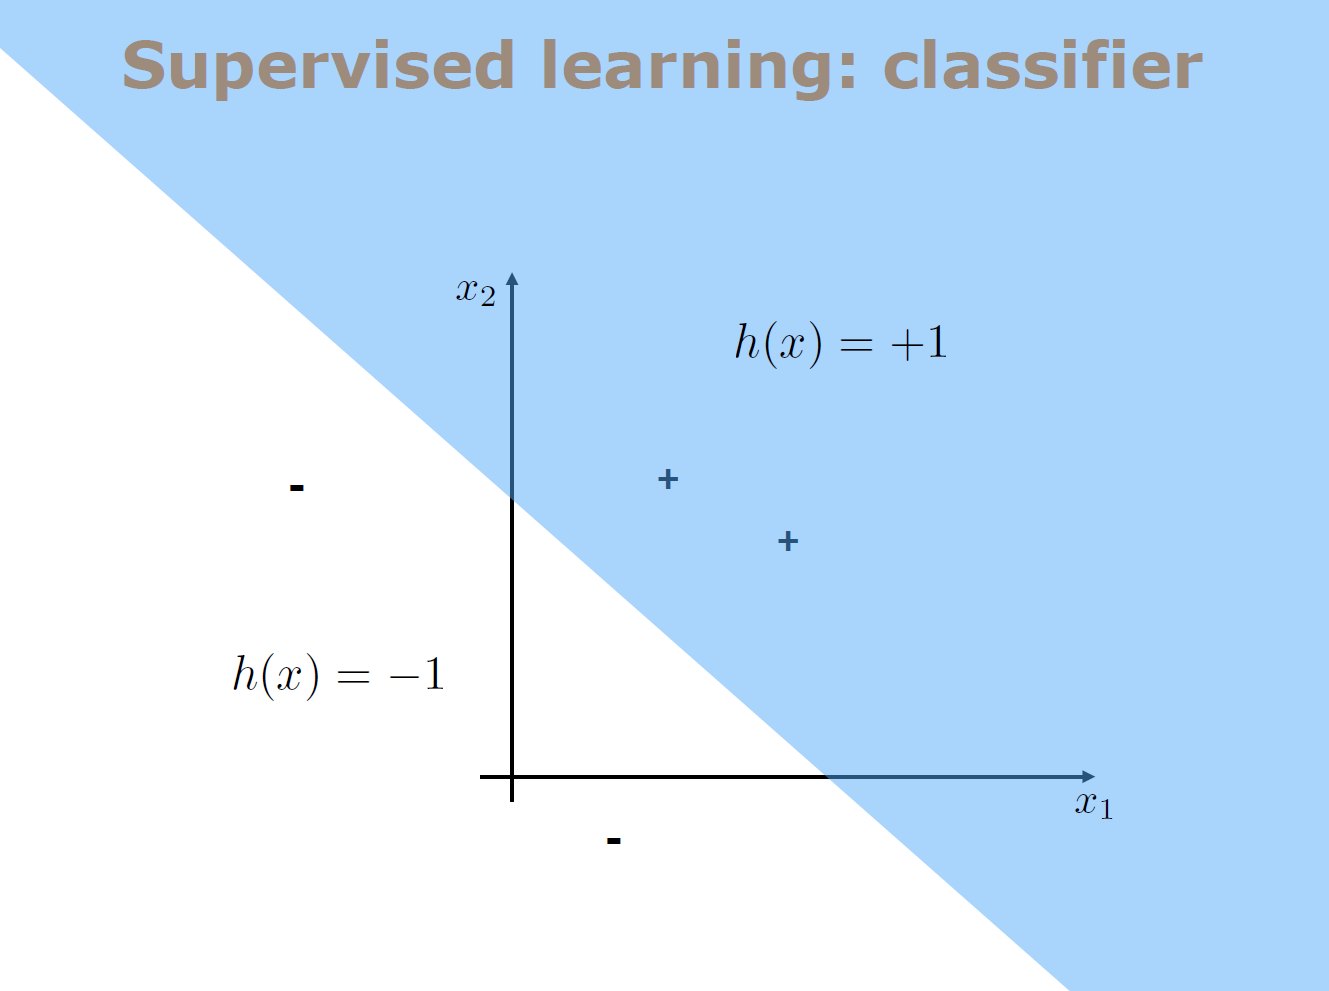 Supervised learning: classifier
x₂
h(x) = +1
- +
+
h(x) = −1
x₁
-